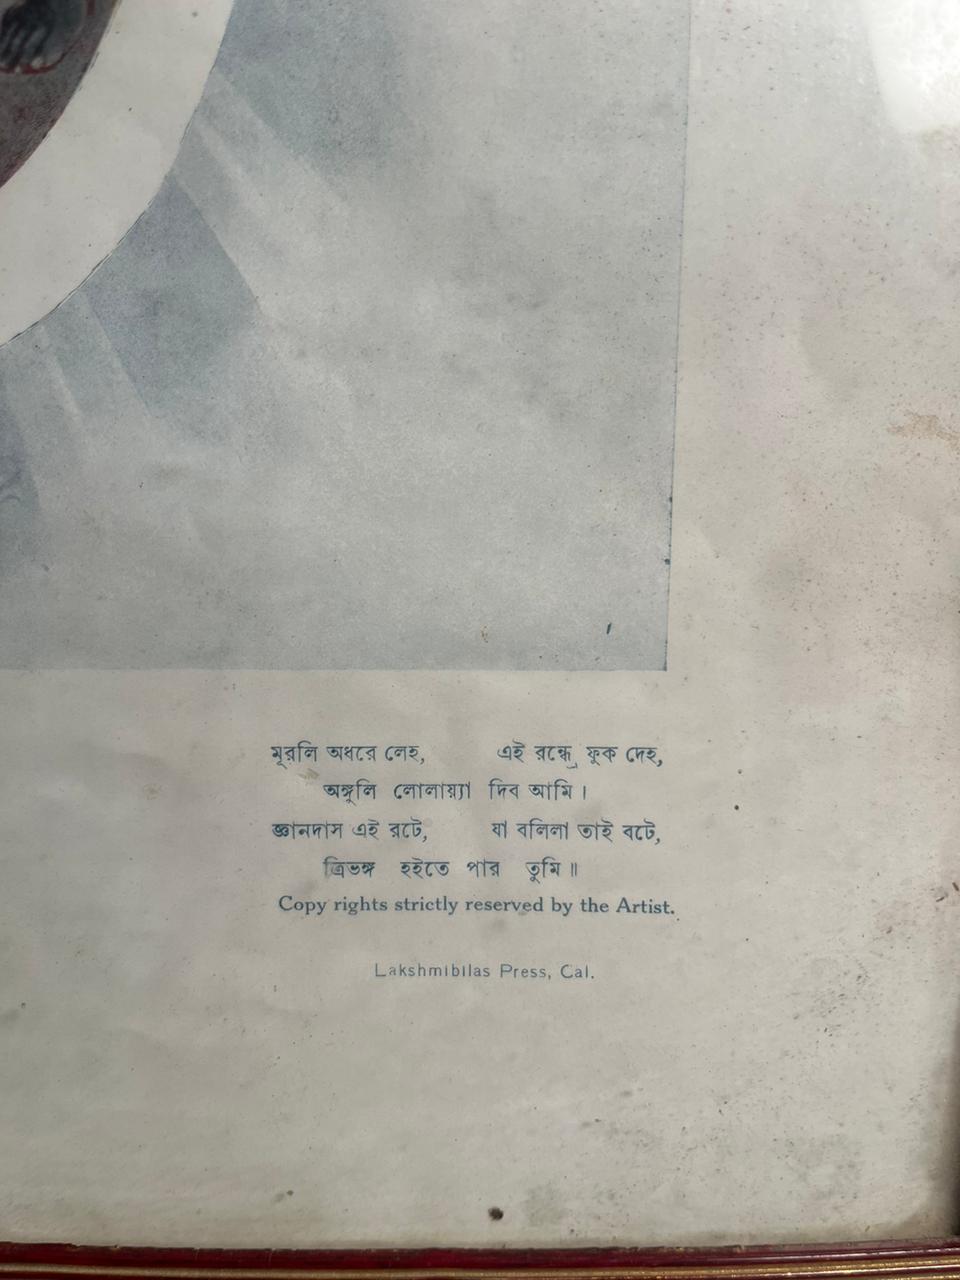 মূরলি অধরে লেহ, এই রন্ধ্রে ফুক দেহ,
অঙ্গুলি লোলায়্যা দিব আমি।
জ্ঞানদাস এই রটে, যা বলিলা তাই বটে,
ত্রিভঙ্গ হইতে পার তুমি॥
Copy rights strictly reserved by the Artist.
Lakshmibilas Press, Cal.